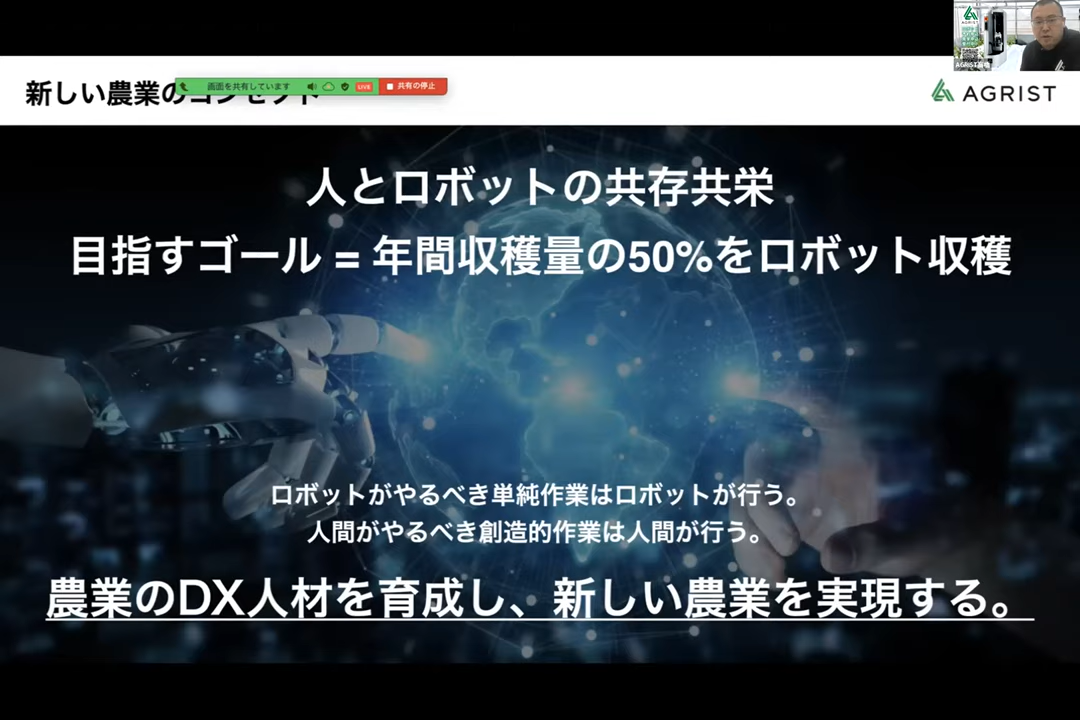 AGRIST
新しい農業のコンセプト
画面を共有しています
LIVE
共有の停止
AGRIST
人とロボットの共存共栄
目指すゴール = 年間収穫量の50%をロボット収穫
ロボットがやるべき単純作業はロボットが行う。
人間がやるべき創造的作業は人間が行う。
農業のDX人材を育成し、新しい農業を実現する。